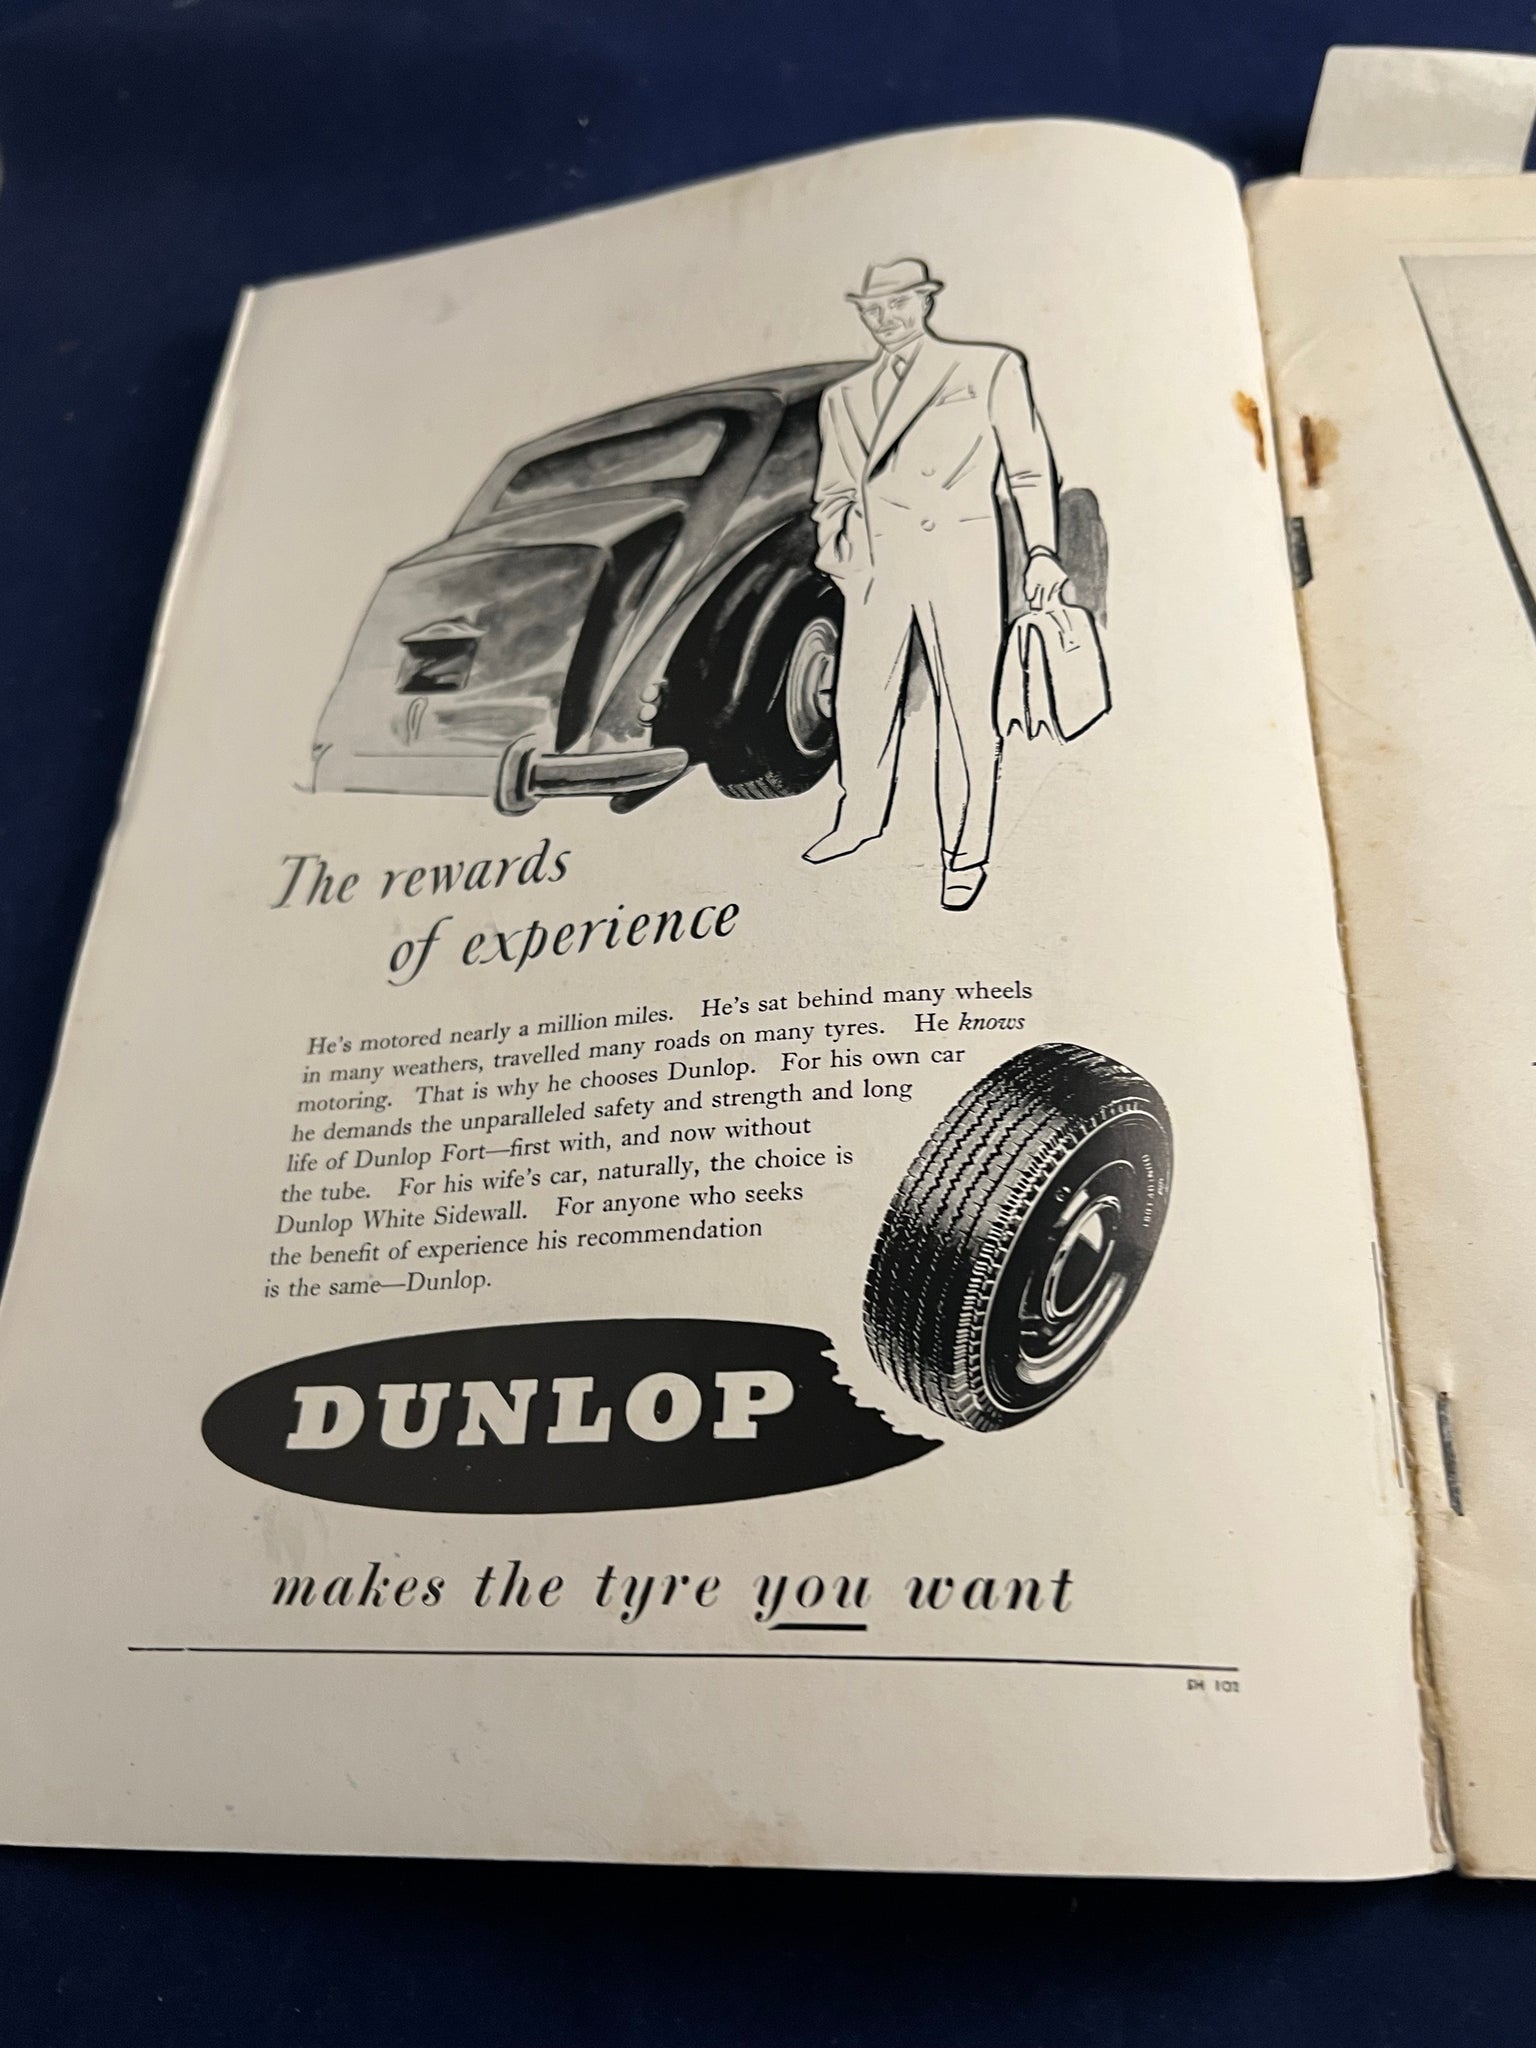 The rewards
of experience
He's motored nearly a million miles. He's sat behind many wheels
in many weathers, travelled many roads on many tyres. He knows
motoring. That is why he chooses Dunlop. For his own car
he demands the unparalleled safety and strength and long
life of Dunlop Fort—first with, and now without
the tube. For his wife's car, naturally, the choice is
Dunlop White Sidewall. For anyone who seeks
the benefit of experience his recommendation
is the same—Dunlop.
DUNLOP
makes the tyre you want
102